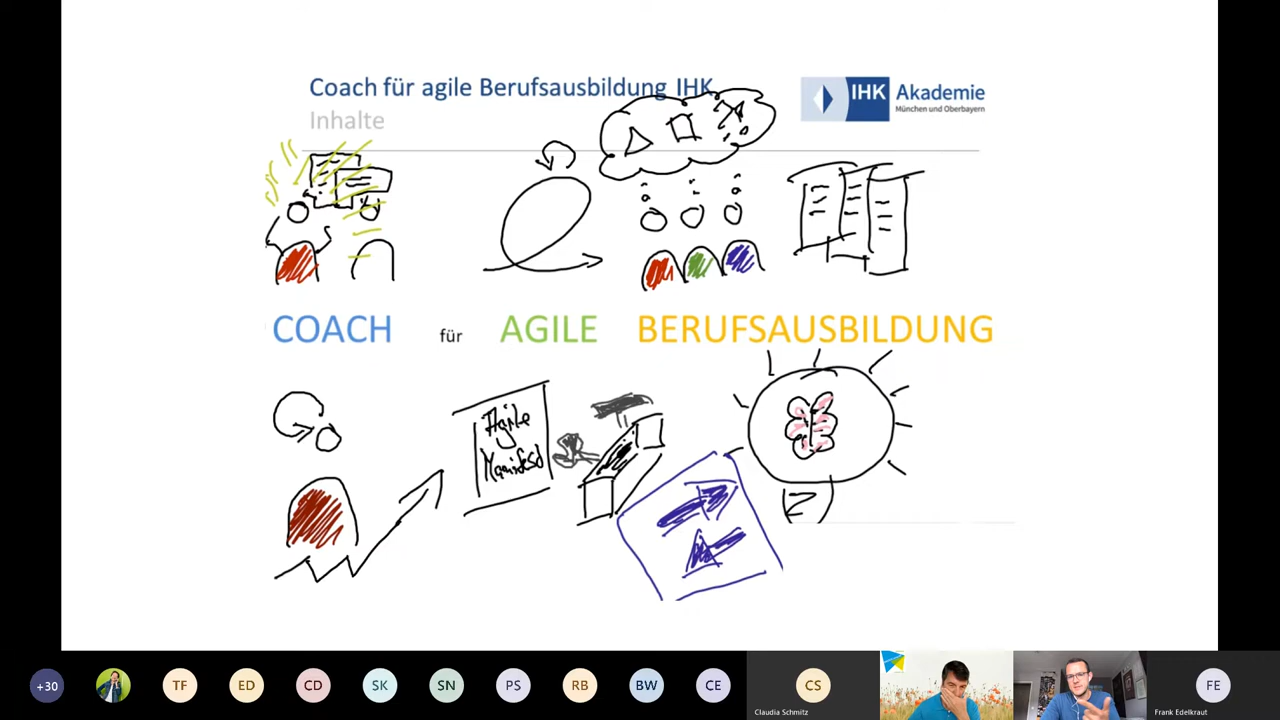 Coach für agile Berufsausbildung IHK
Inhalte
IHK Akademie
München und Oberbayern
COACH für AGILE BERUFSAUSBILDUNG
Agile
Manifest
+30 TF ED CD SK SN PS RB BW CE CS FE
Claudia Schmitz
Frank Edelkraut